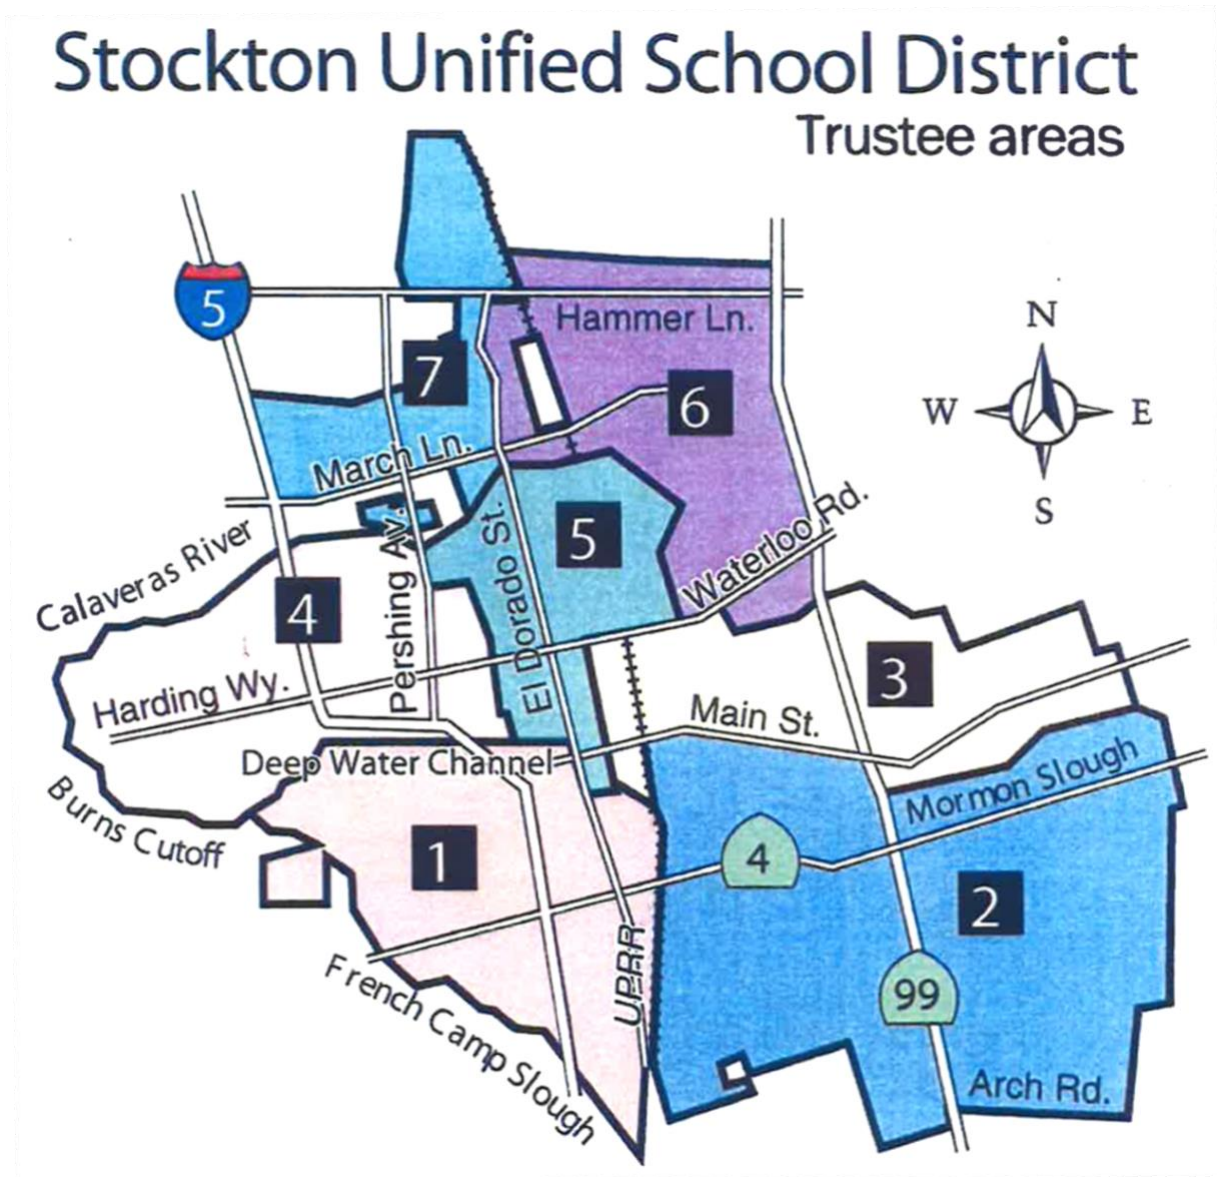 Stockton Unified School District
Trustee areas
5
Hammer Ln.
N
W
E
S
7
6
March Ln.
5
Waterloo Rd.
Calaveras River
Pershing Av.
El Dorado St.
4
3
Harding Wy.
Main St.
Deep Water Channel
Mormon Slough
Burns Cutoff
1
4
2
French Camp Slough
UPRR
99
Arch Rd.